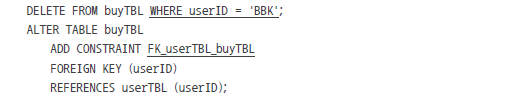 DELETE FROM buyTBL WHERE userID = 'BBK';
ALTER TABLE buyTBL
ADD CONSTRAINT FK_userTBL_buyTBL
FOREIGN KEY (userID)
REFERENCES userTBL (userID);